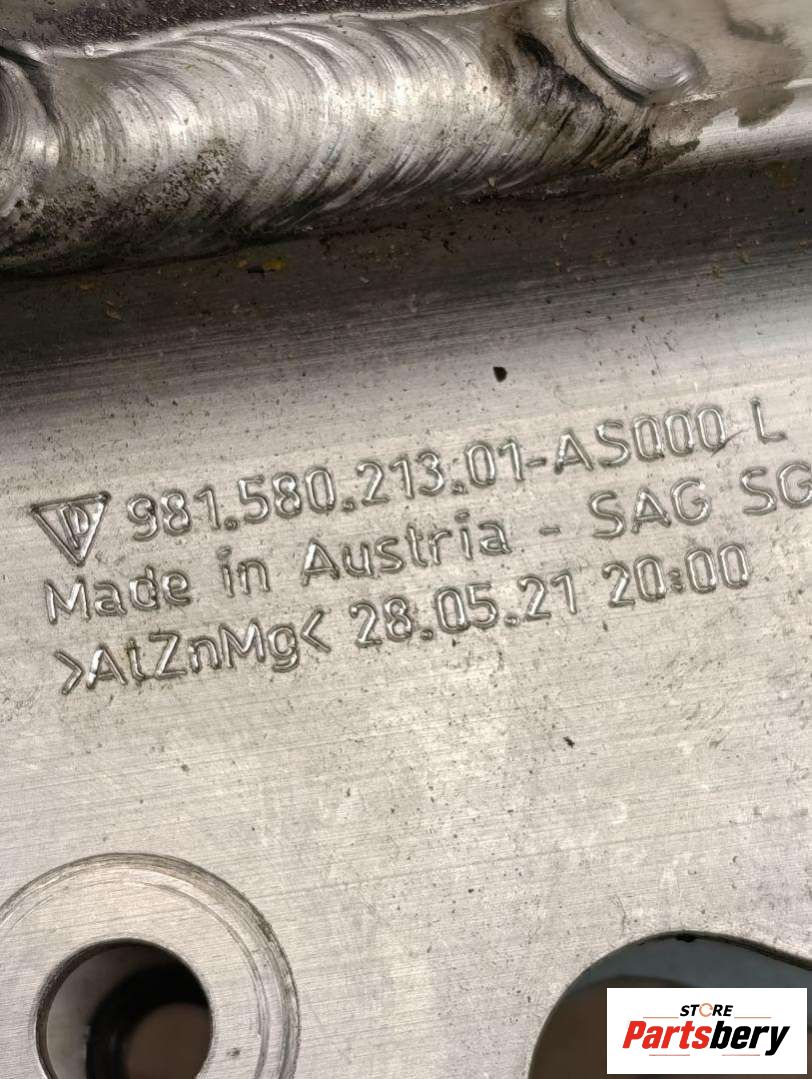 981.580.213.01-AS000 L
Made in Austria - SAG SG
>AlZnMg< 28.05.21 20:00
STORE
Partsbery